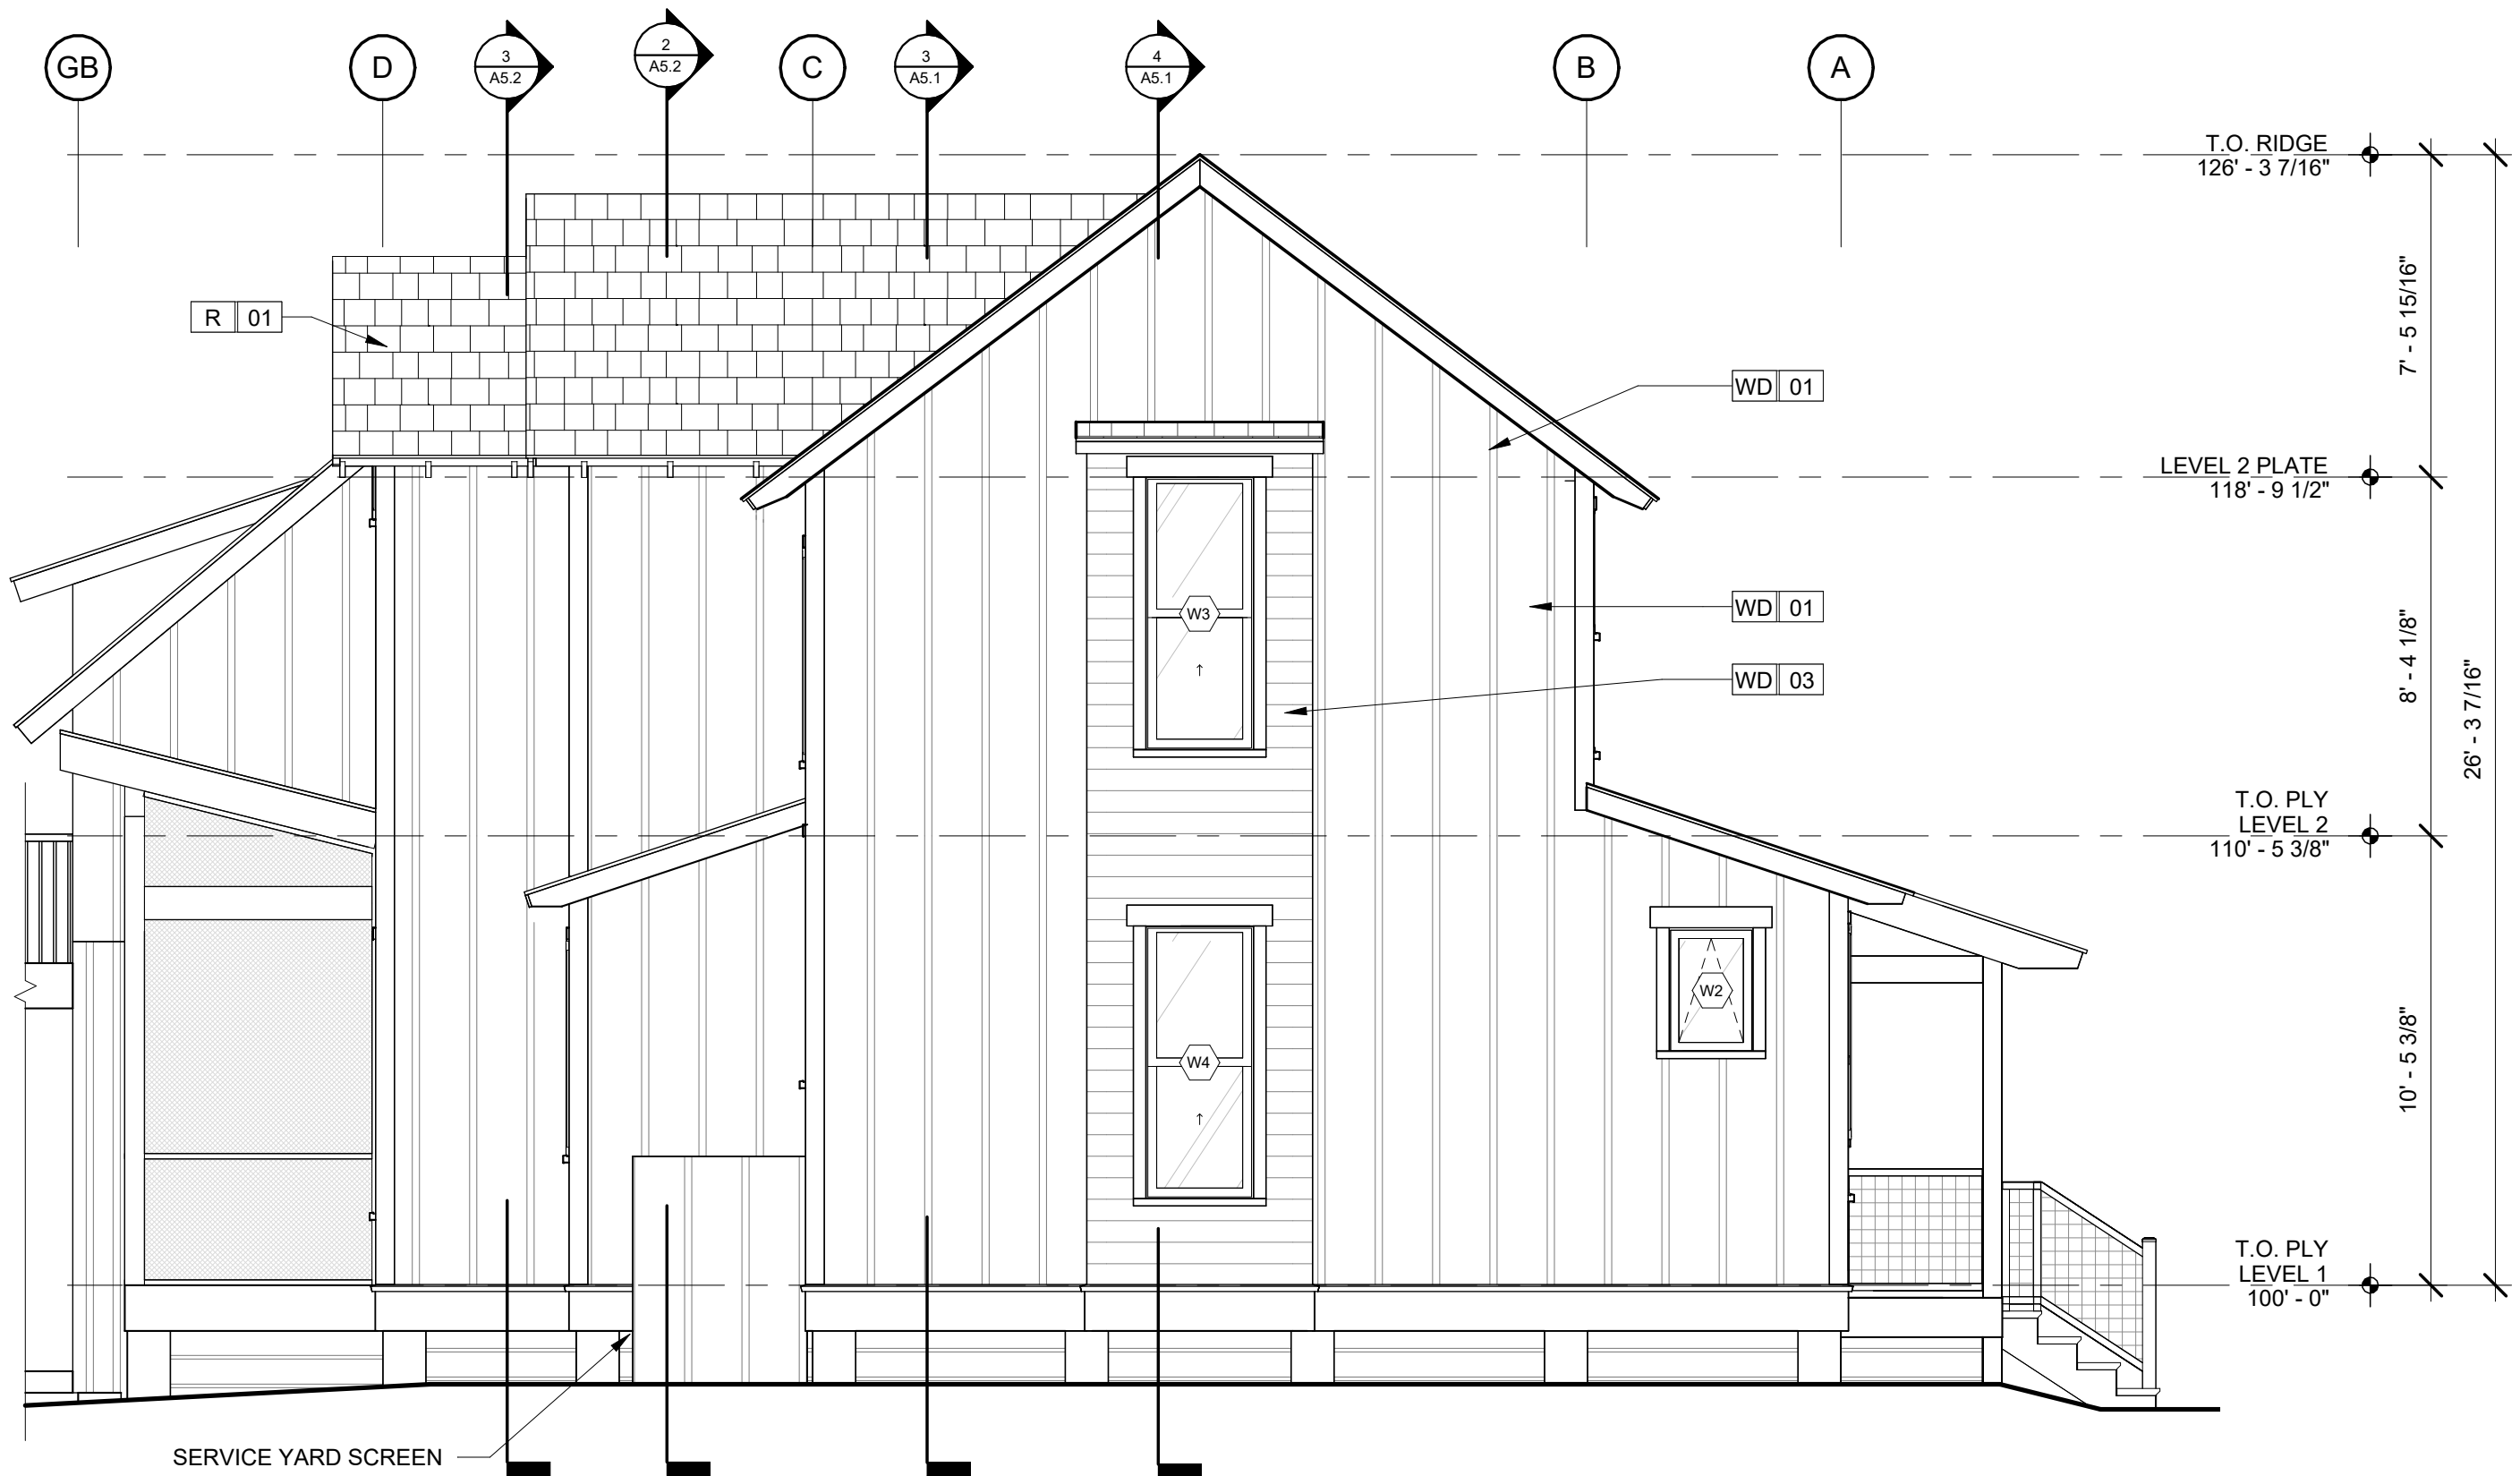 GB
D
3
A5.2
2
A5.2
C
3
A5.1
4
A5.1
B
A
T.O. RIDGE
126' - 3 7/16"
7' - 5 15/16"
R 01
WD 01
LEVEL 2 PLATE
118' - 9 1/2"
WD 01
W3
8' - 4 1/8"
WD 03
26' - 3 7/16"
T.O. PLY
LEVEL 2
110' - 5 3/8"
W2
W4
10' - 5 3/8"
T.O. PLY
LEVEL 1
100' - 0"
SERVICE YARD SCREEN